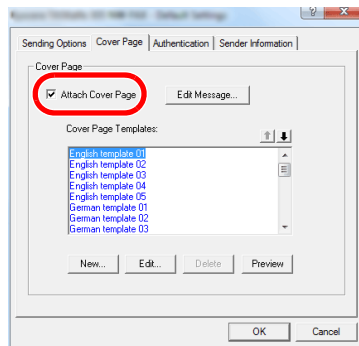 Default Settings
Sending Options Cover Page Authentication Sender Information
Cover Page
Attach Cover Page Edit Message...
Cover Page Templates:
English template 01
English template 02
English template 03
English template 04
English template 05
German template 01
German template 02
German template 03
New... Edit... Delete Preview
OK Cancel